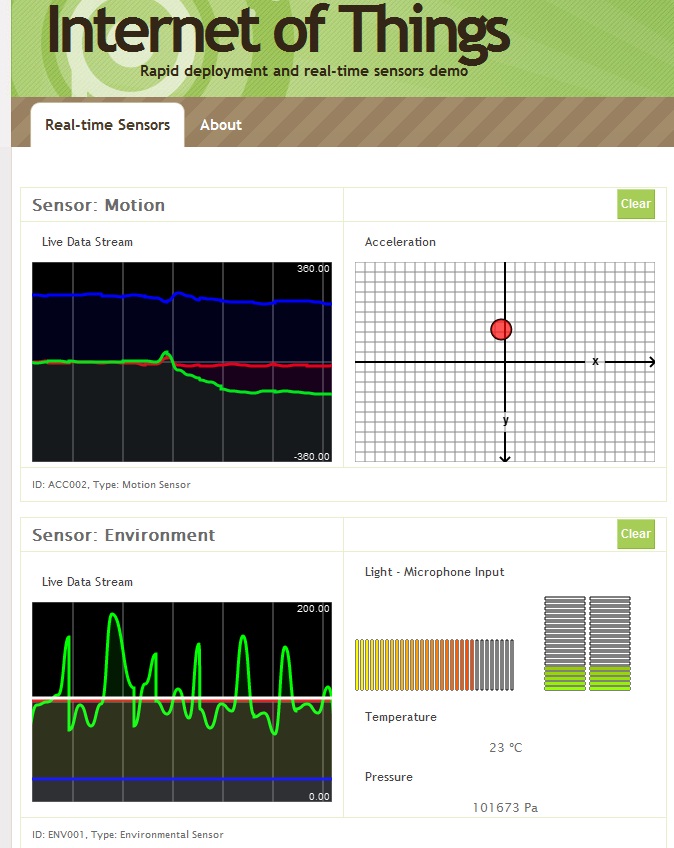 Internet of Things
Rapid deployment and real-time sensors demo
Real-time Sensors
About
Sensor: Motion
Clear
Live Data Stream
Acceleration
360.00
x
y
-360.00
ID: ACC002, Type: Motion Sensor
Sensor: Environment
Clear
Light - Microphone Input
Live Data Stream
200.00
Temperature
23 °C
Pressure
0.00
101673 Pa
ID: ENV001, Type: Environmental Sensor